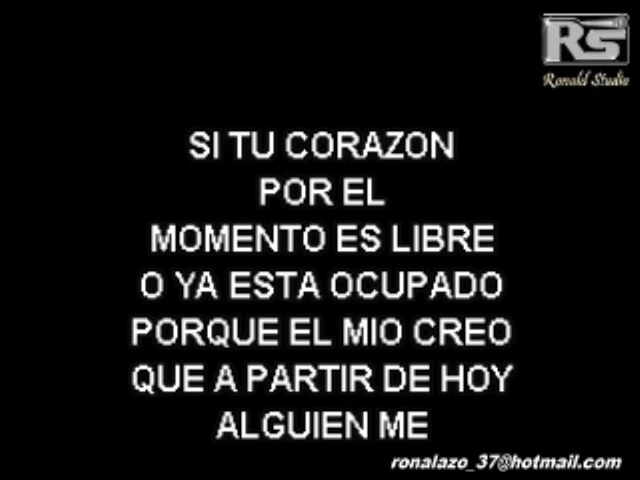 RS
Ronald Studio
SI TU CORAZON
POR EL
MOMENTO ES LIBRE
O YA ESTA OCUPADO
PORQUE EL MIO CREO
QUE A PARTIR DE HOY
ALGUIEN ME
ronalazo_37@hotmail.com